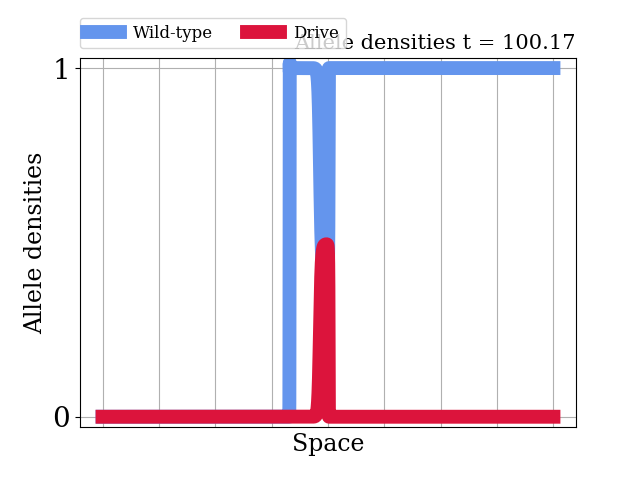 Wild-type Drive
Allele densities t = 100.17
1
Allele densities
0
Space